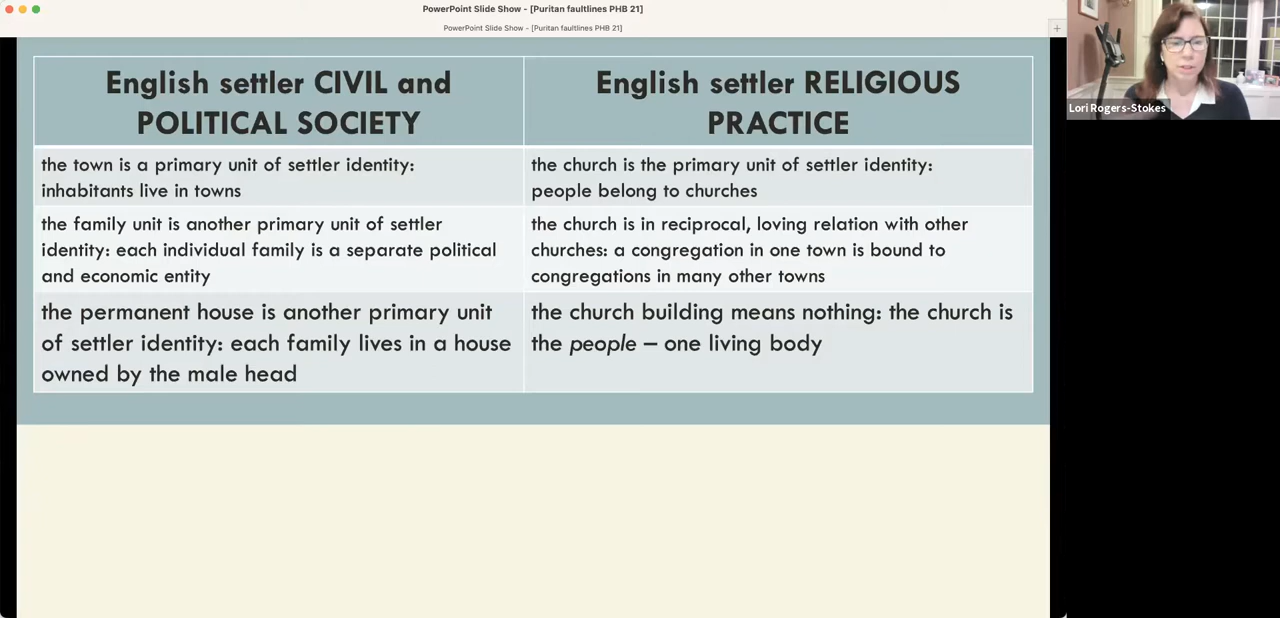 PowerPoint Slide Show - [Puritan faultlines PHB 21]
PowerPoint Slide Show - [Puritan faultlines PHB 21]
+
Lori Rogers-Stokes
English settler CIVIL and
POLITICAL SOCIETY
English settler RELIGIOUS
PRACTICE
the town is a primary unit of settler identity:
inhabitants live in towns
the church is the primary unit of settler identity:
people belong to churches
the family unit is another primary unit of settler
identity: each individual family is a separate political
and economic entity
the church is in reciprocal, loving relation with other
churches: a congregation in one town is bound to
congregations in many other towns
the permanent house is another primary unit
of settler identity: each family lives in a house
owned by the male head
the church building means nothing: the church is
the people – one living body